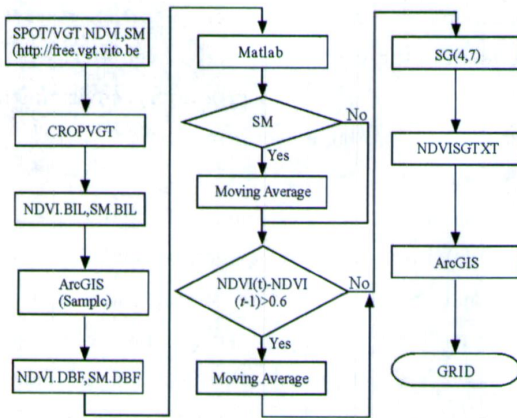 SPOT/VGT NDVI,SM
(http://free.vgt.vito.be
CROPVGT
NDVI.BIL,SM.BIL
ArcGIS
(Sample)
NDVI.DBF,SM.DBF
Matlab
SM
No
Yes
Moving Average
NDVI(t)-NDVI
(t-1)>0.6
No
Yes
Moving Average
SG(4,7)
NDVISGTXT
ArcGIS
GRID